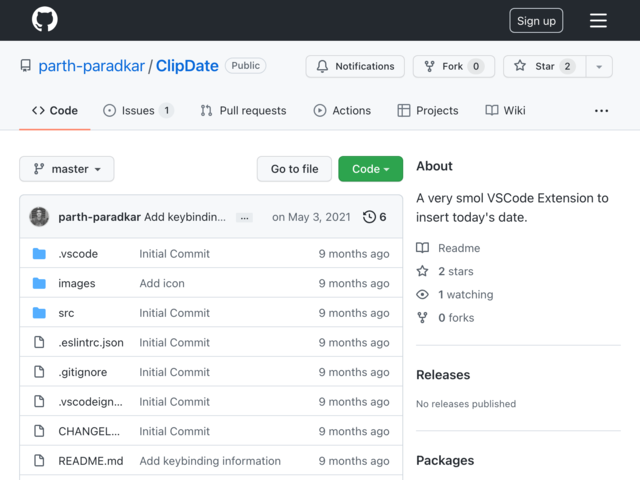 Sign up
parth-paradkar / ClipDate Public
Notifications Fork 0 Star 2
Code Issues 1 Pull requests Actions Projects Wiki ...
master Go to file Code
parth-paradkar Add keybindin... ... on May 3, 2021 6
.vscode Initial Commit 9 months ago
images Add icon 9 months ago
src Initial Commit 9 months ago
.eslintrc.json Initial Commit 9 months ago
.gitignore Initial Commit 9 months ago
.vscodeign... Initial Commit 9 months ago
CHANGEL... Initial Commit 9 months ago
README.md Add keybinding information 9 months ago
About
A very smol VSCode Extension to
insert today's date.
Readme
2 stars
1 watching
0 forks
Releases
No releases published
Packages